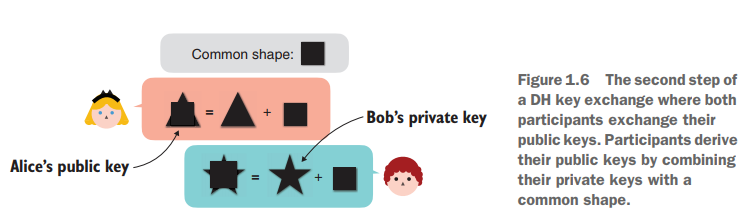 Common shape:
= +
Bob's private key
Alice's public key
= +
Figure 1.6 The second step of
a DH key exchange where both
participants exchange their
public keys. Participants derive
their public keys by combining
their private keys with a
common shape.